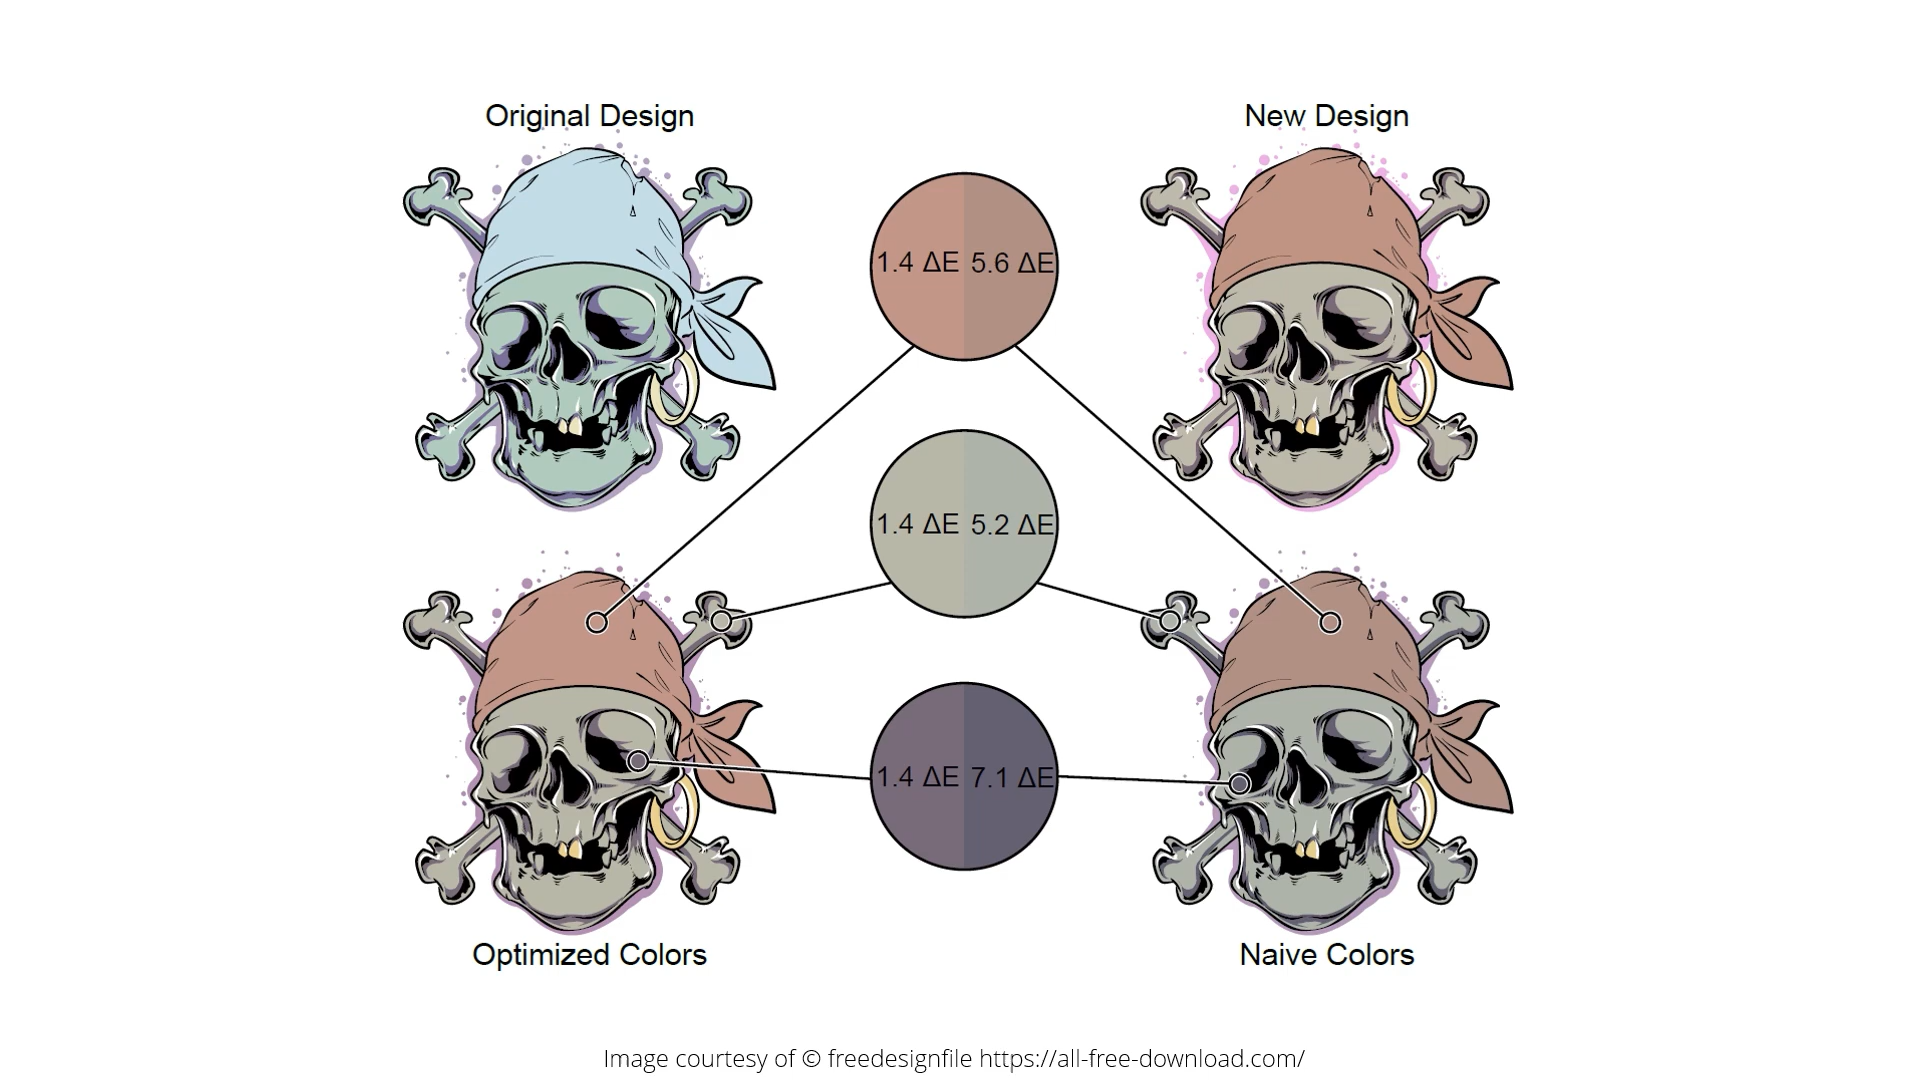 Original Design
New Design
1.4 ΔE 5.6 ΔE
1.4 ΔE 5.2 ΔE
1.4 ΔE 7.1 ΔE
Optimized Colors
Naive Colors
Image courtesy of © freedesignfile https://all-free-download.com/